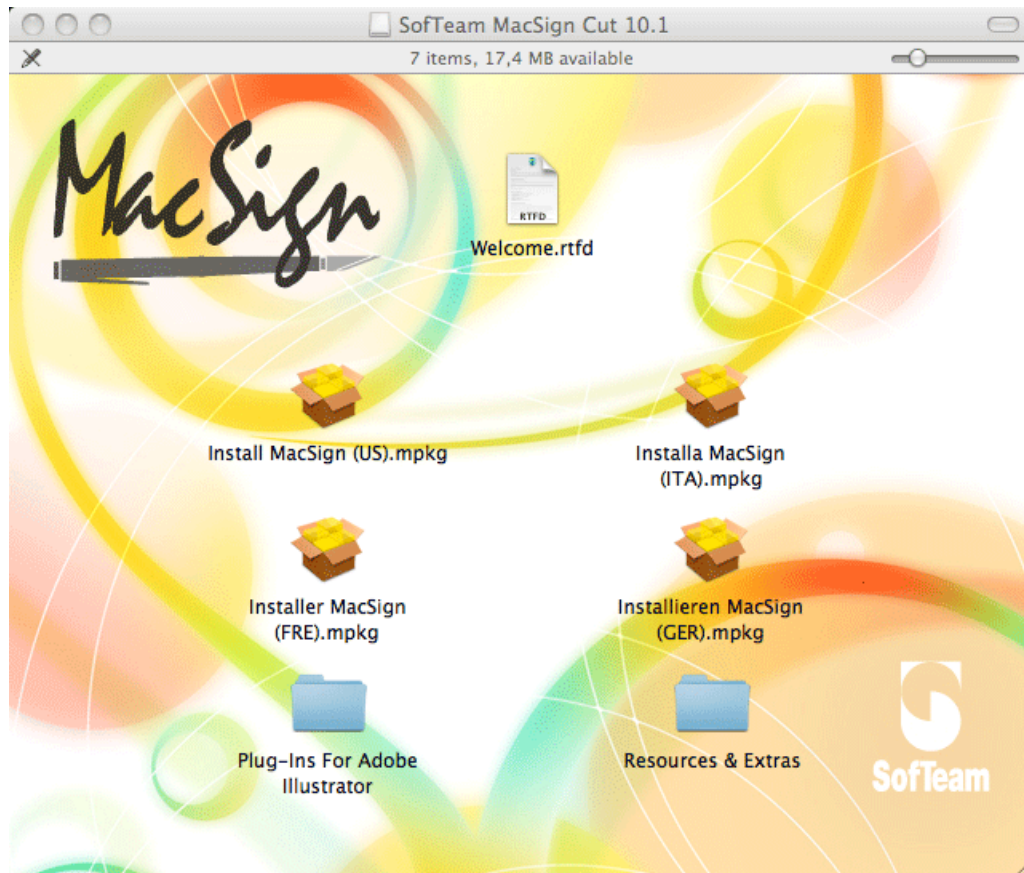 SofTeam MacSign Cut 10.1
7 items, 17,4 MB available
MacSign
RTFD
Welcome.rtfd
Install MacSign (US).mpkg
Installa MacSign
(ITA).mpkg
Installer MacSign
(FRE).mpkg
Installieren MacSign
(GER).mpkg
Plug-Ins For Adobe
Illustrator
Resources & Extras
SofTeam